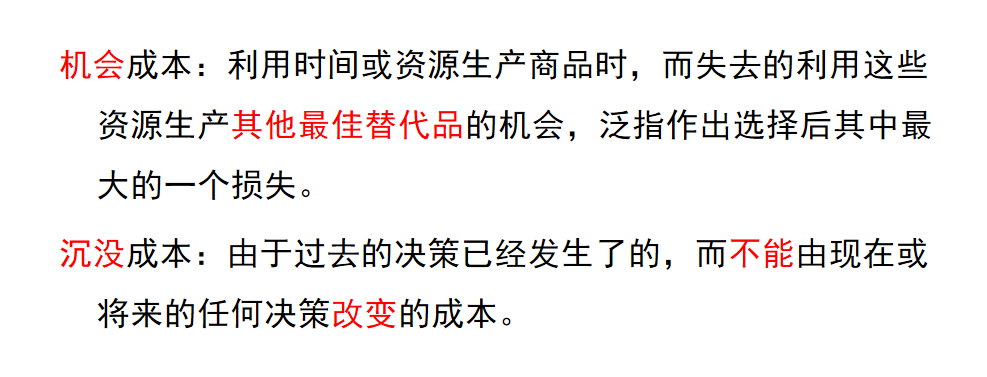 机会成本：利用时间或资源生产商品时，而失去的利用这些
资源生产其他最佳替代品的机会，泛指作出选择后其中最
大的一个损失。
沉没成本：由于过去的决策已经发生了的，而不能由现在或
将来的任何决策改变的成本。